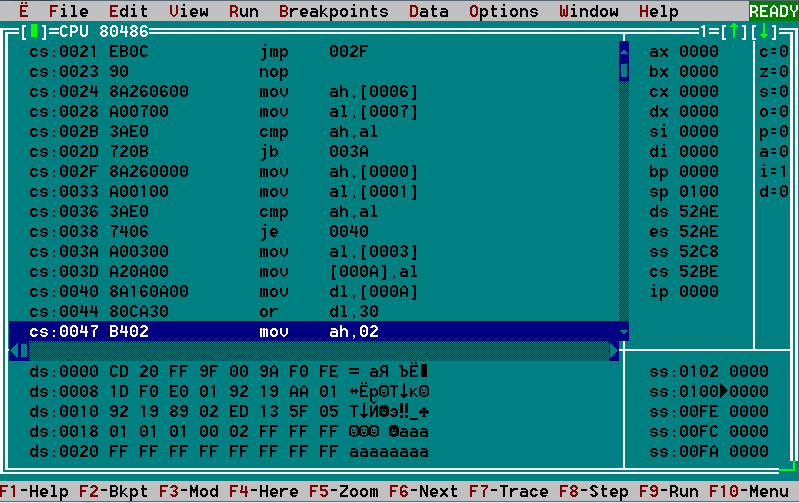 Ë File Edit View Run Breakpoints Data Options Window Help READY
[▮]=CPU 80486 1=[↑][↓]
cs:0021 EB0C jmp 002F ax 0000 c=0
cs:0023 90 nop bx 0000 z=0
cs:0024 8A260600 mov ah,[0006] cx 0000 s=0
cs:0028 A00700 mov al,[0007] dx 0000 o=0
cs:002B 3AE0 cmp ah,al si 0000 p=0
cs:002D 720B jb 003A di 0000 a=0
cs:002F 8A260000 mov ah,[0000] bp 0000 i=1
cs:0033 A00100 mov al,[0001] sp 0100 d=0
cs:0036 3AE0 cmp ah,al ds 52AE
cs:0038 7406 je 0040 es 52AE
cs:003A A00300 mov al,[0003] ss 52C8
cs:003D A20A00 mov [000A],al cs 52BE
cs:0040 8A160A00 mov dl,[000A] ip 0000
cs:0044 80CA30 or dl,30
cs:0047 B402 mov ah,02
ds:0000 CD 20 FF 9F 00 9A F0 FE = aЯ ЪЁ▮ ss:0102 0000
ds:0008 1D F0 E0 01 92 19 AA 01 ↔Ёр☺Т↓к☺ ss:0100►0000
ds:0010 92 19 89 02 ED 13 5F 05 Т↓Й☻э‼_♣ ss:00FE 0000
ds:0018 01 01 01 00 02 FF FF FF ☺☺☺ ☻aaa ss:00FC 0000
ds:0020 FF FF FF FF FF FF FF FF aaaaaaaa ss:00FA 0000
F1-Help F2-Bkpt F3-Mod F4-Here F5-Zoom F6-Next F7-Trace F8-Step F9-Run F10-Menu